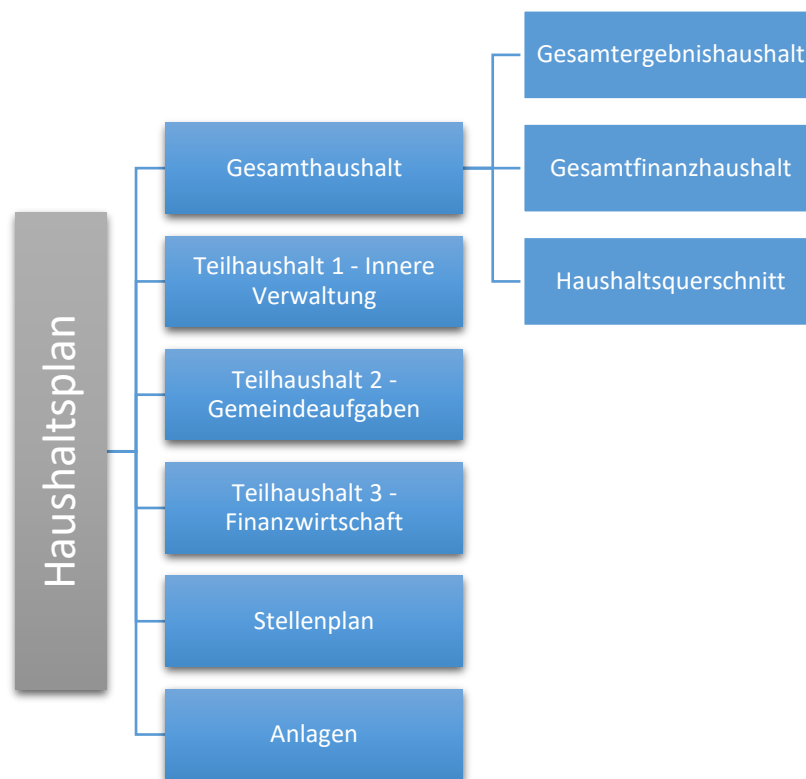 Haushaltsplan
Gesamthaushalt
Teilhaushalt 1 - Innere
Verwaltung
Teilhaushalt 2 -
Gemeindeaufgaben
Teilhaushalt 3 -
Finanzwirtschaft
Stellenplan
Anlagen
Gesamtergebnishaushalt
Gesamtfinanzhaushalt
Haushaltsquerschnitt